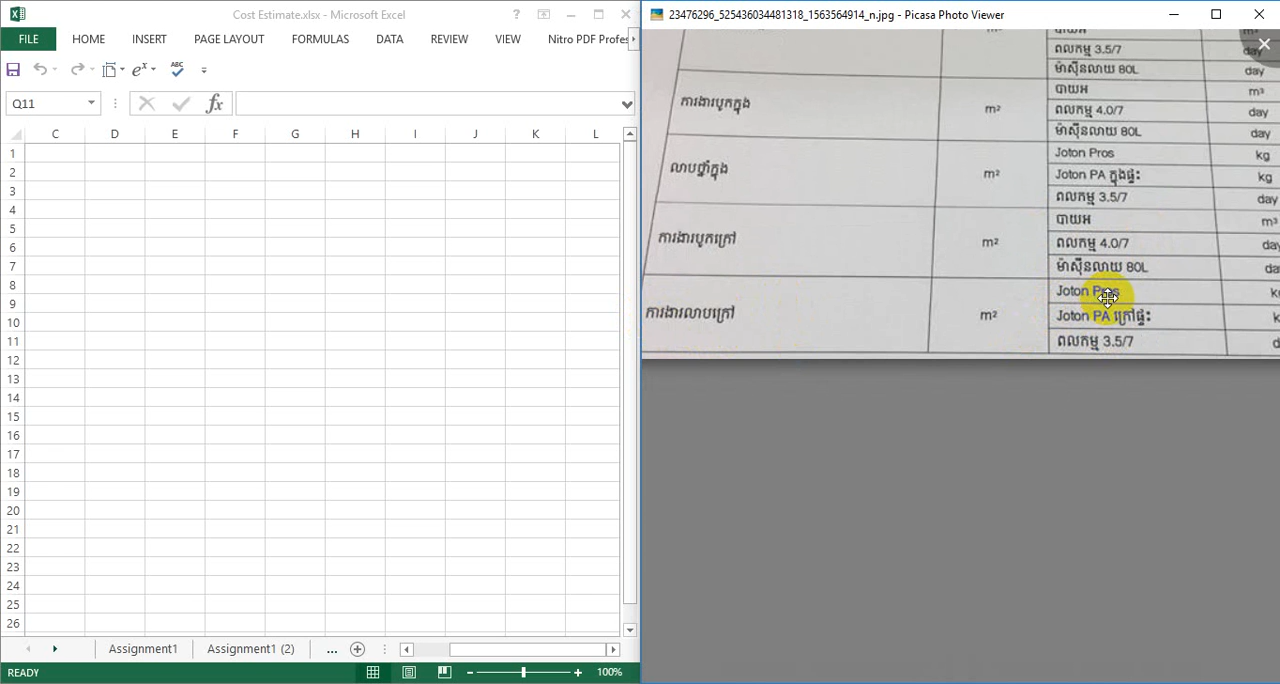 Cost Estimate.xlsx - Microsoft Excel
FILE HOME INSERT PAGE LAYOUT FORMULAS DATA REVIEW VIEW Nitro PDF Profes
Q11
C D E F G H I J K L
1
2
3
4
5
6
7
8
9
10
11
12
13
14
15
16
17
18
19
20
21
22
23
24
25
26
Assignment1 Assignment1 (2) ...
READY 100%
23476296_525436034481318_1563564914_n.jpg - Picasa Photo Viewer
ពលកម្ម 3.5/7 day
ម៉ាស៊ីនលាយ 80L day
ការងារបូកក្នុង m² បាយអ m³
ពលកម្ម 4.0/7 day
ម៉ាស៊ីនលាយ 80L day
លាបថ្នាំក្នុង m² Joton Pros kg
Joton PA ក្នុងផ្ទះ kg
ពលកម្ម 3.5/7 day
ការងារបូកក្រៅ m² បាយអ m³
ពលកម្ម 4.0/7 day
ម៉ាស៊ីនលាយ 80L da
ការងារលាបក្រៅ m² Joton Pros k
Joton PA ក្រៅផ្ទះ k
ពលកម្ម 3.5/7 d